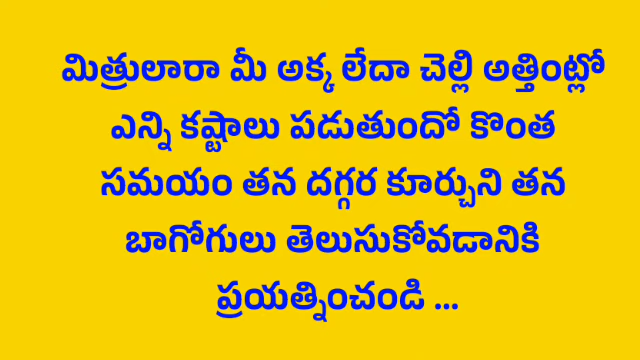 మిత్రులారా మీ అక్క లేదా చెల్లి అత్తింట్లో
ఎన్ని కష్టాలు పడుతుందో కొంత
సమయం తన దగ్గర కూర్చుని తన
బాగోగులు తెలుసుకోవడానికి
ప్రయత్నించండి ...